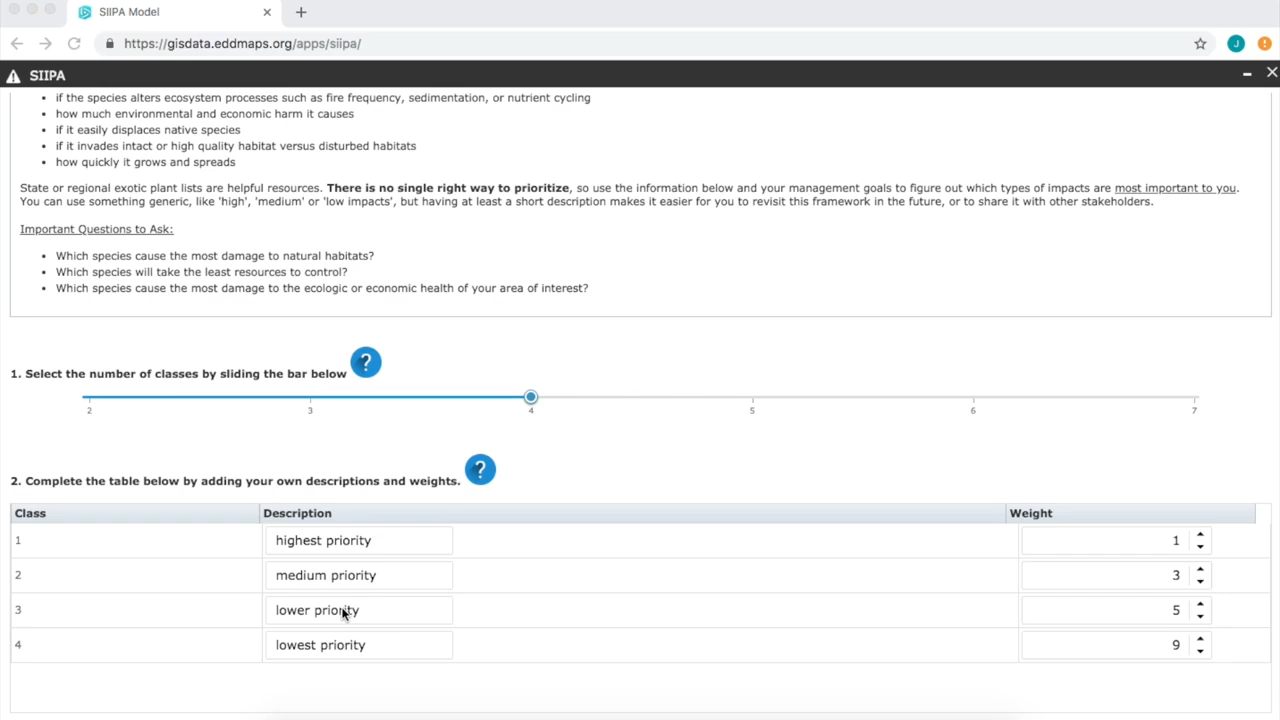 SIIPA Model
https://gisdata.eddmaps.org/apps/siipa/
J
SIIPA
• if the species alters ecosystem processes such as fire frequency, sedimentation, or nutrient cycling
• how much environmental and economic harm it causes
• if it easily displaces native species
• if it invades intact or high quality habitat versus disturbed habitats
• how quickly it grows and spreads
State or regional exotic plant lists are helpful resources. There is no single right way to prioritize, so use the information below and your management goals to figure out which types of impacts are most important to you.
You can use something generic, like 'high', 'medium' or 'low impacts', but having at least a short description makes it easier for you to revisit this framework in the future, or to share it with other stakeholders.
Important Questions to Ask:
• Which species cause the most damage to natural habitats?
• Which species will take the least resources to control?
• Which species cause the most damage to the ecologic or economic health of your area of interest?
1. Select the number of classes by sliding the bar below ?
2 3 4 5 6 7
2. Complete the table below by adding your own descriptions and weights. ?
Class Description Weight
1 highest priority 1
2 medium priority 3
3 lower priority 5
4 lowest priority 9